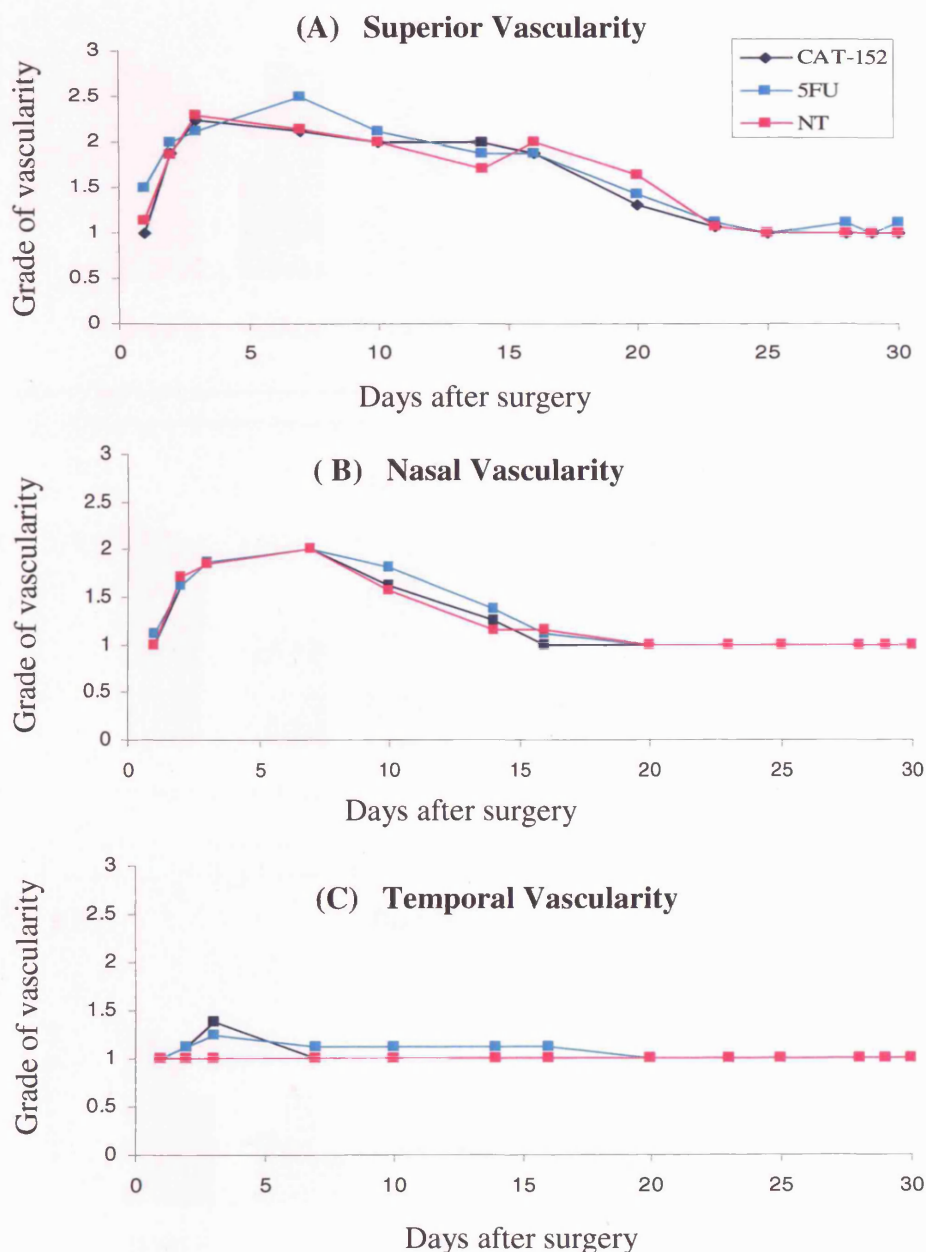 (A) Superior Vascularity
CAT-152
5FU
NT
Grade of vascularity
3
2.5
2
1.5
1
0.5
0
0 5 10 15 20 25 30
Days after surgery
( B) Nasal Vascularity
Grade of vascularity
3
2.5
2
1.5
1
0.5
0
0 5 10 15 20 25 30
Days after surgery
(C) Temporal Vascularity
Grade of vascularity
3
2.5
2
1.5
1
0.5
0
0 5 10 15 20 25 30
Days after surgery